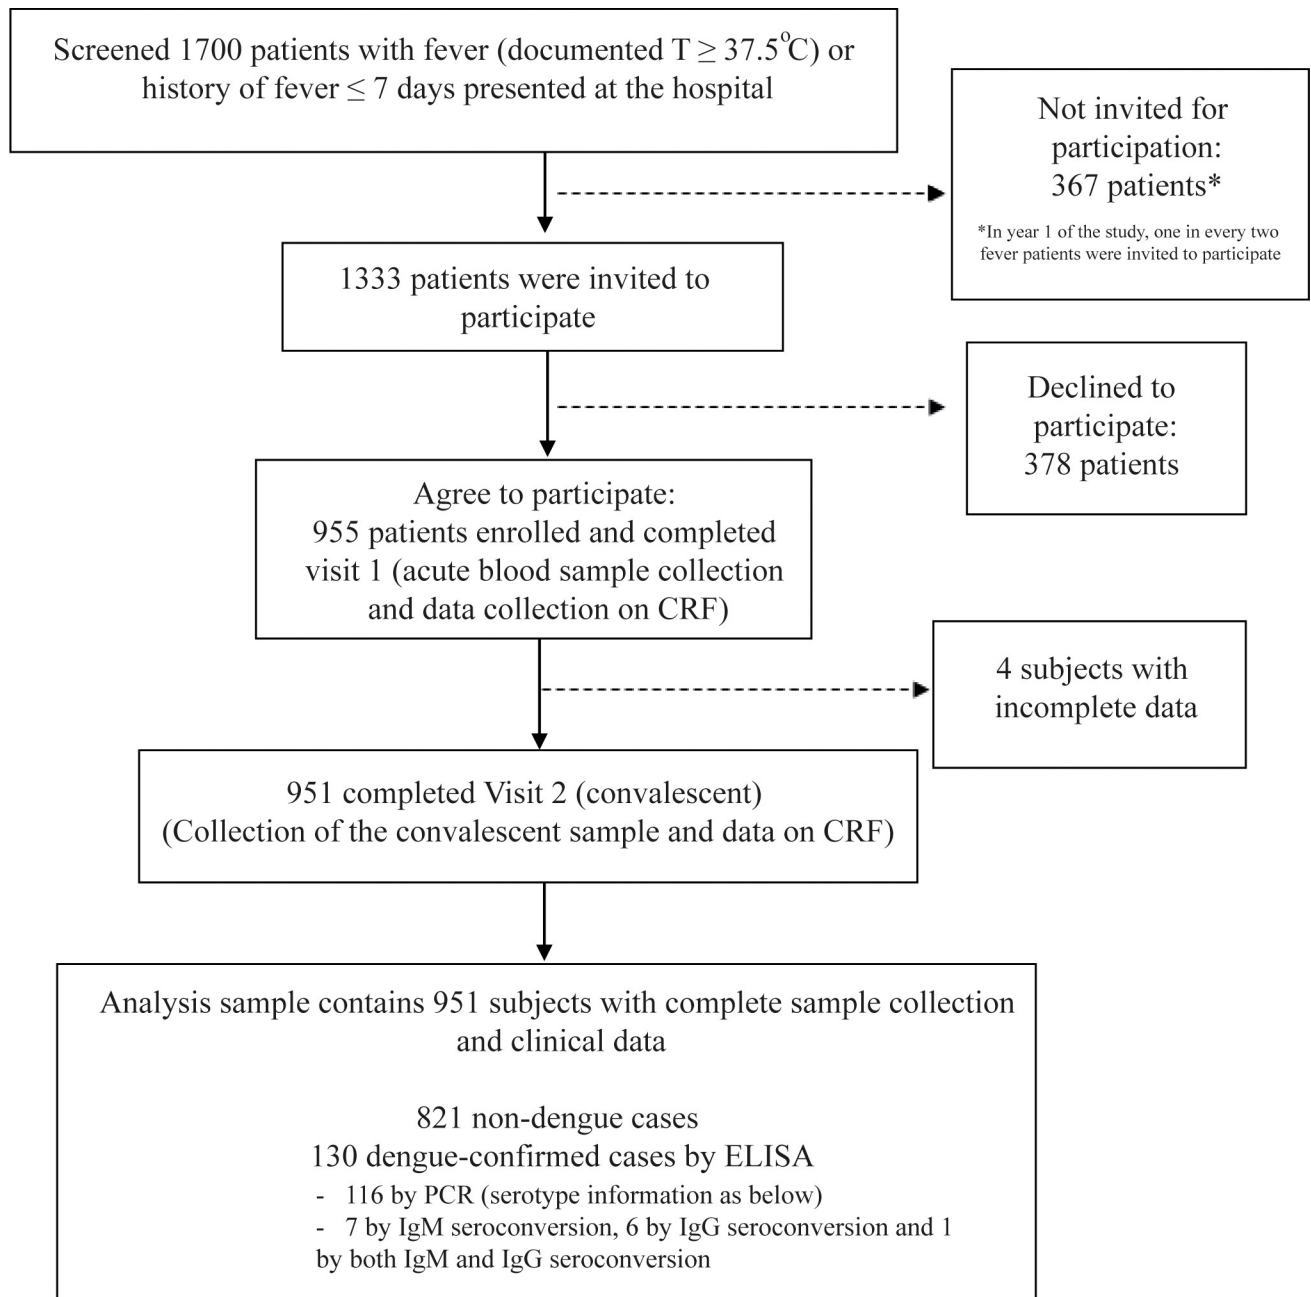 Screened 1700 patients with fever (documented T ≥ 37.5°C) or
history of fever ≤ 7 days presented at the hospital
Not invited for
participation:
367 patients*
*In year 1 of the study, one in every two
fever patients were invited to participate
1333 patients were invited to
participate
Declined to
participate:
378 patients
Agree to participate:
955 patients enrolled and completed
visit 1 (acute blood sample collection
and data collection on CRF)
4 subjects with
incomplete data
951 completed Visit 2 (convalescent)
(Collection of the convalescent sample and data on CRF)
Analysis sample contains 951 subjects with complete sample collection
and clinical data
821 non-dengue cases
130 dengue-confirmed cases by ELISA
- 116 by PCR (serotype information as below)
- 7 by IgM seroconversion, 6 by IgG seroconversion and 1
by both IgM and IgG seroconversion